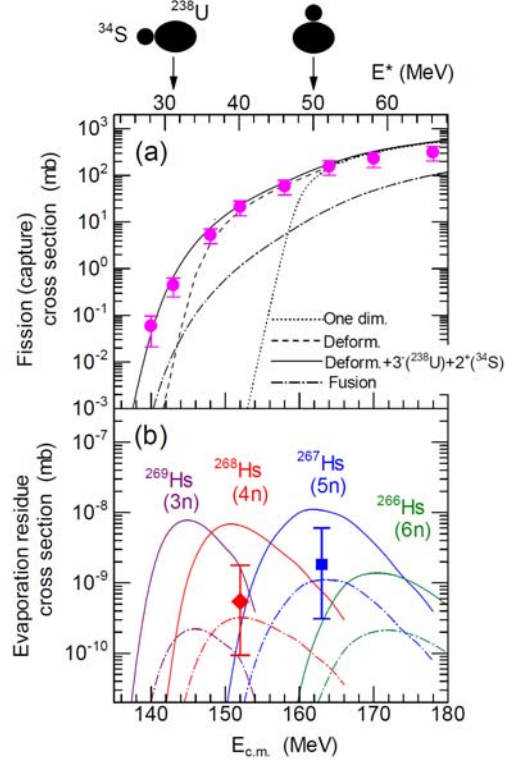 ³⁴S ²³⁸U
E* (MeV)
30 40 50 60
10³
10²
10¹
10⁰
10⁻¹
10⁻²
10⁻³
(a)
Fission (capture)
cross section (mb)
One dim.
Deform.
Deform.+3⁻(²³⁸U)+2⁺(³⁴S)
Fusion
10⁻⁷
10⁻⁸
10⁻⁹
10⁻¹⁰
(b)
Evaporation residue
cross section (mb)
²⁶⁹Hs
(3n)
²⁶⁸Hs
(4n)
²⁶⁷Hs
(5n)
²⁶⁶Hs
(6n)
140 150 160 170 180
E c.m. (MeV)